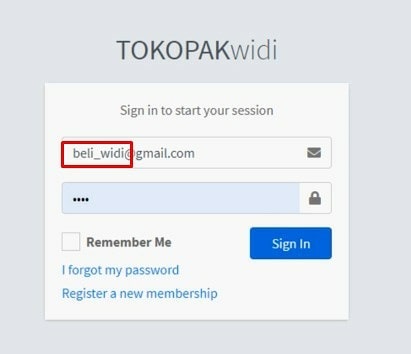 TOKOPAKwidi
Sign in to start your session
beli_widi@gmail.com
••••
Remember Me
Sign In
I forgot my password
Register a new membership